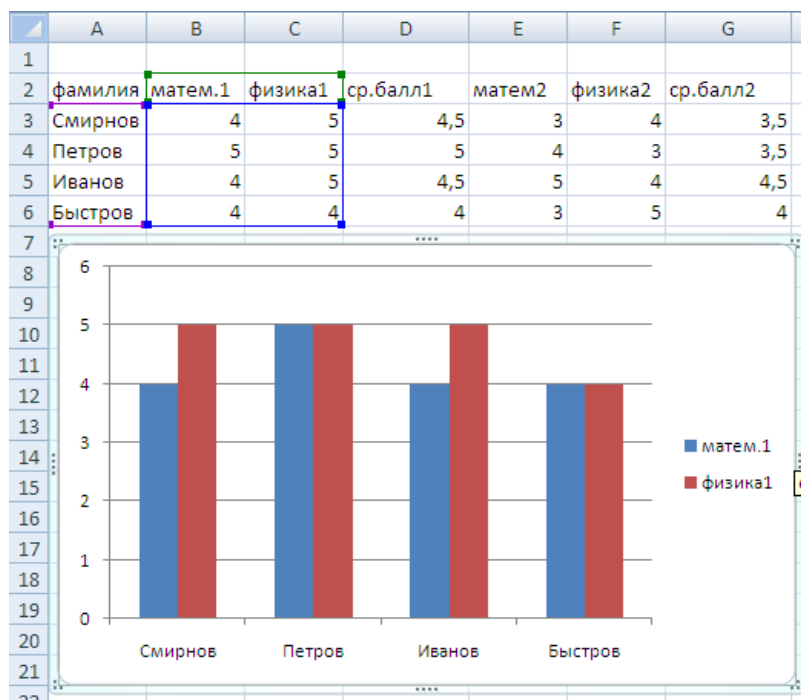 A B C D E F G
1
2 фамилия матем.1 физика1 ср.балл1 матем2 физика2 ср.балл2
3 Смирнов 4 5 4,5 3 4 3,5
4 Петров 5 5 5 4 3 3,5
5 Иванов 4 5 4,5 5 4 4,5
6 Быстров 4 4 4 3 5 4
7
8 6
9
10 5
11
12 4
13
14 3 матем.1
15 физика1
16 2
17
18 1
19 0
20 Смирнов Петров Иванов Быстров
21